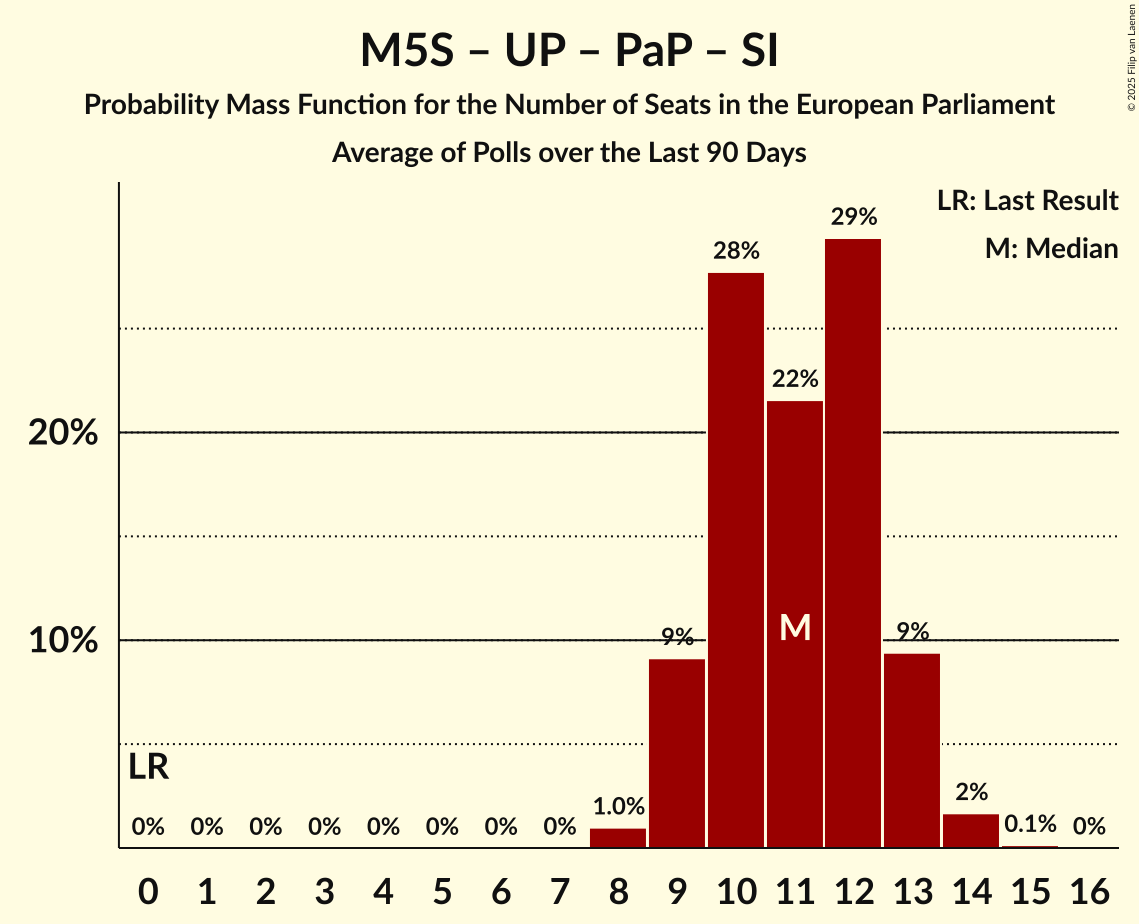 M5S – UP – PaP – SI
Probability Mass Function for the Number of Seats in the European Parliament
Average of Polls over the Last 90 Days
© 2025 Filip van Laenen
LR: Last Result
M: Median
29%
28%
22%
20%
M
9%
9%
10%
LR
1.0%
2%
0% 0% 0% 0% 0% 0% 0% 0% 0.1% 0%
0 1 2 3 4 5 6 7 8 9 10 11 12 13 14 15 16